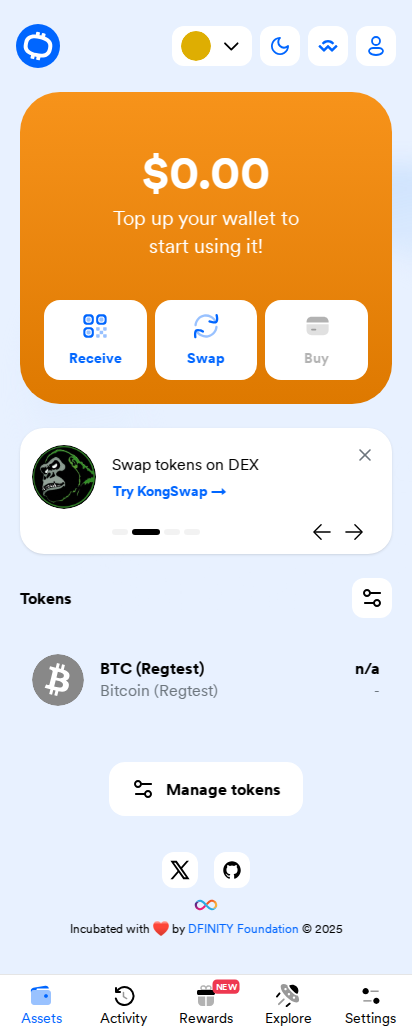 $0.00
Top up your wallet to
start using it!
Receive
Swap
Buy
Swap tokens on DEX
Try KongSwap →
Tokens
BTC (Regtest)
n/a
Bitcoin (Regtest)
-
Manage tokens
Incubated with ❤️ by DFINITY Foundation © 2025
NEW
Assets
Activity
Rewards
Explore
Settings